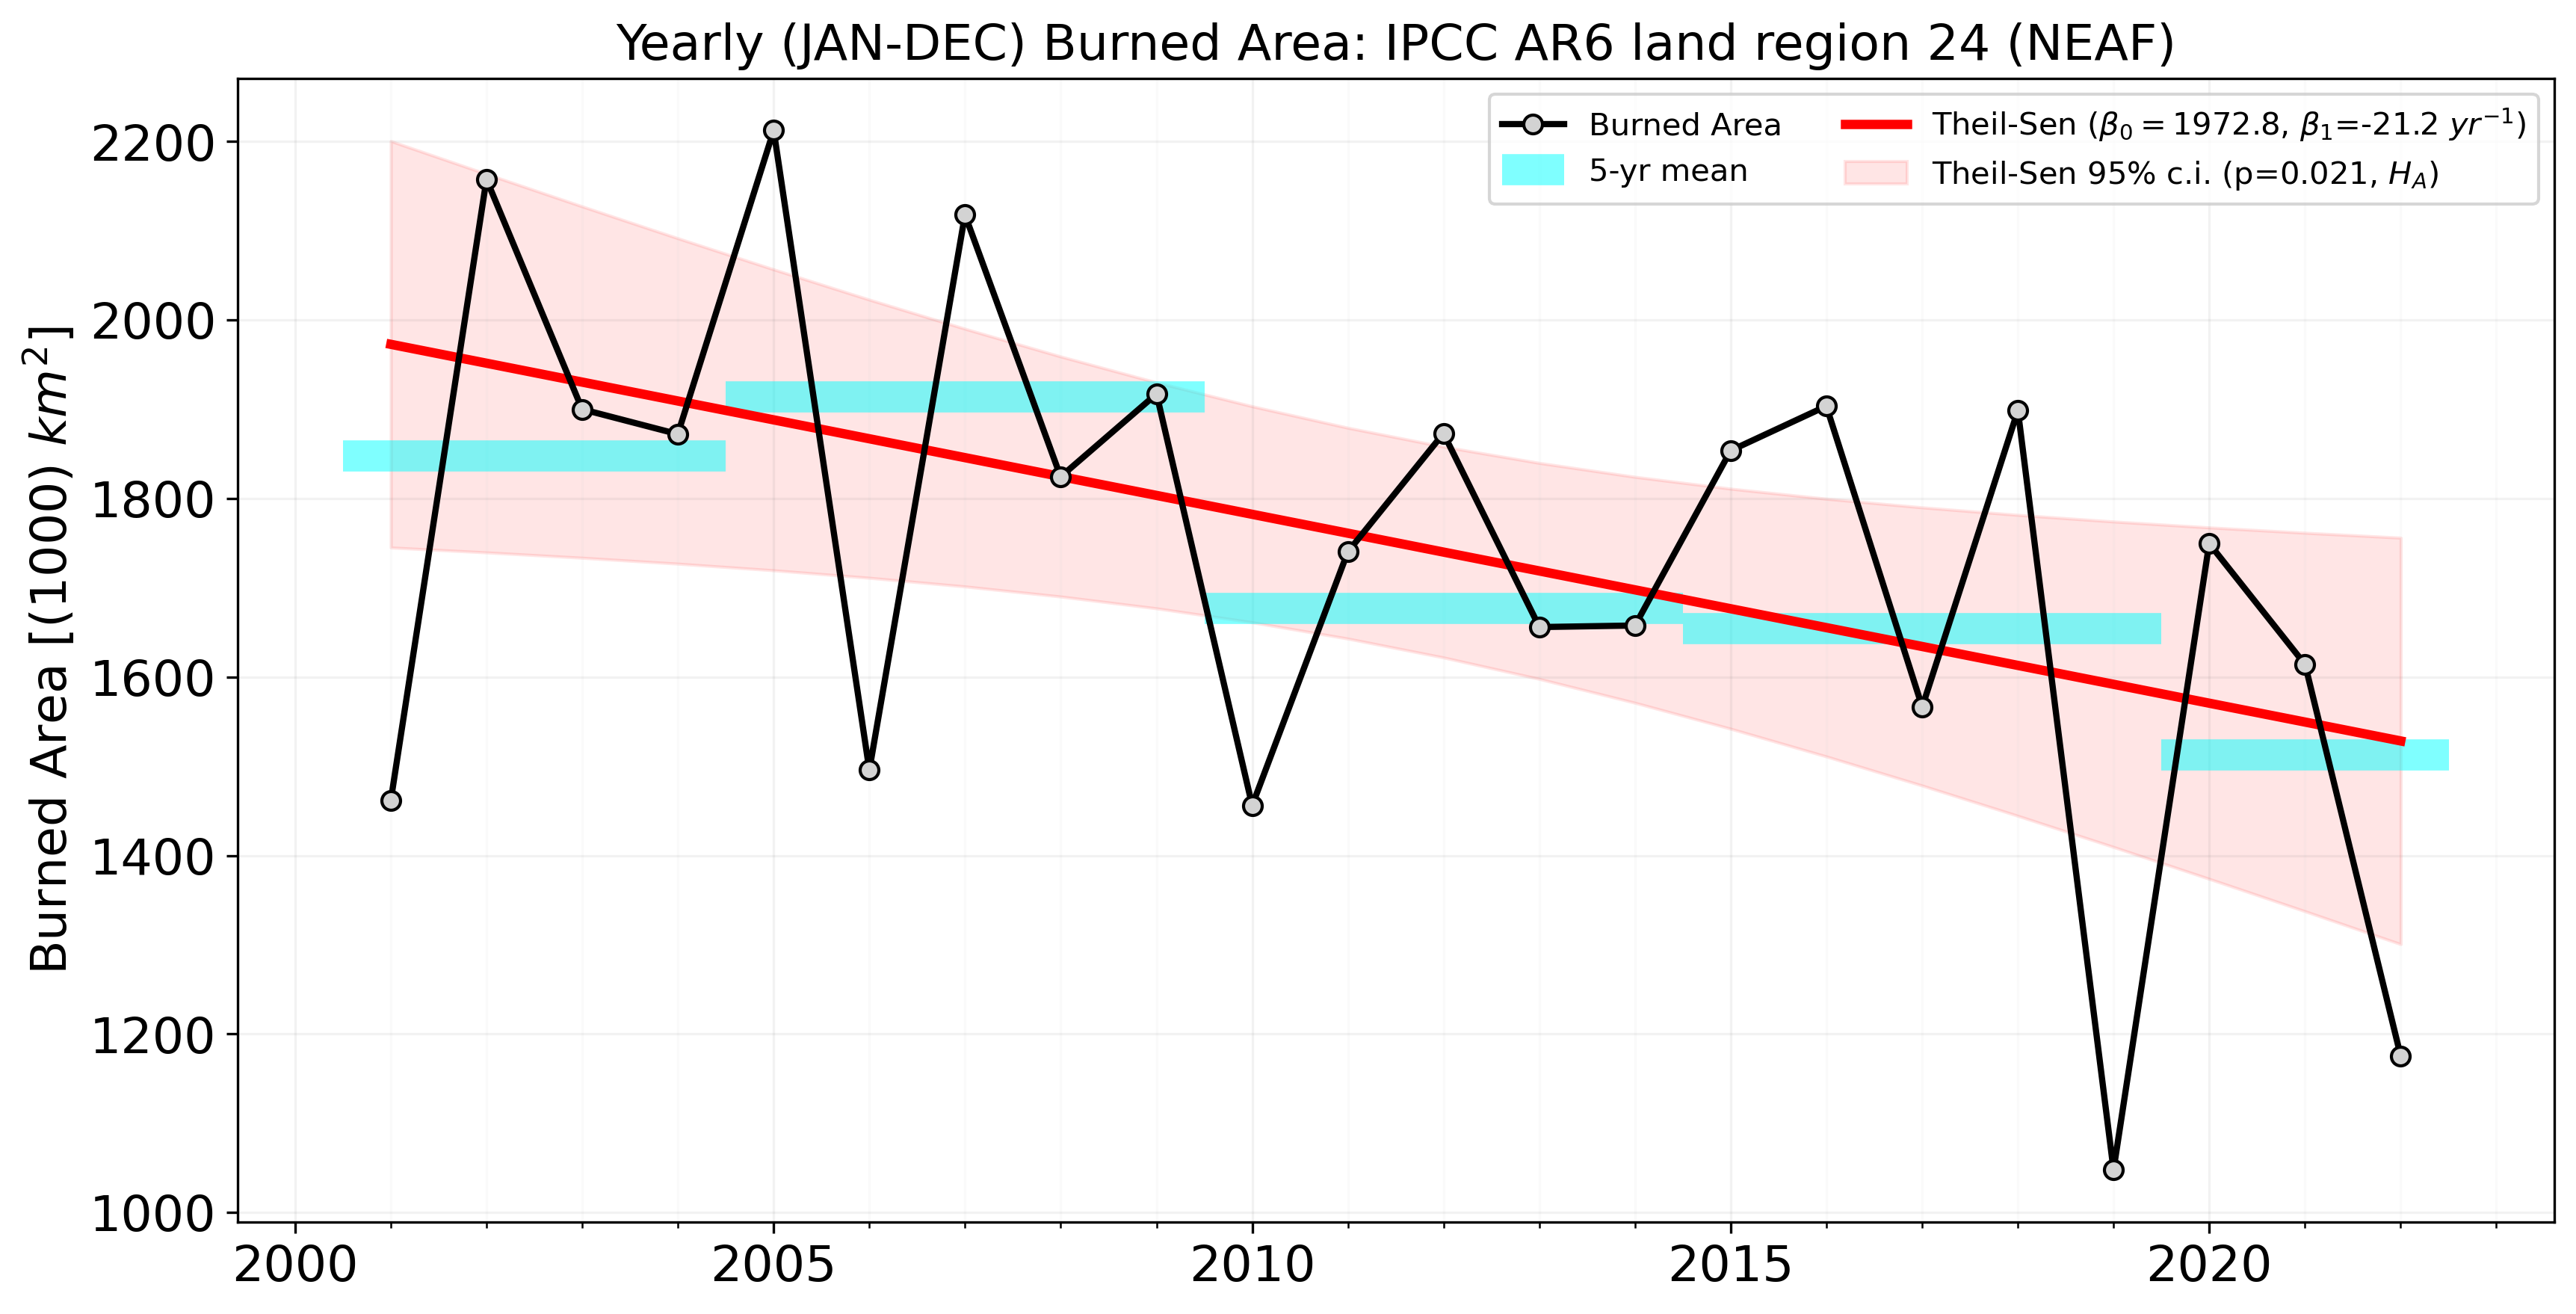 Yearly (JAN-DEC) Burned Area: IPCC AR6 land region 24 (NEAF)
Burned Area
5-yr mean
Theil-Sen (β₀ = 1972.8, β₁=-21.2 yr⁻¹)
Theil-Sen 95% c.i. (p=0.021, H_A)
Burned Area [(1000) km²]
2200
2000
1800
1600
1400
1200
1000
2000 2005 2010 2015 2020